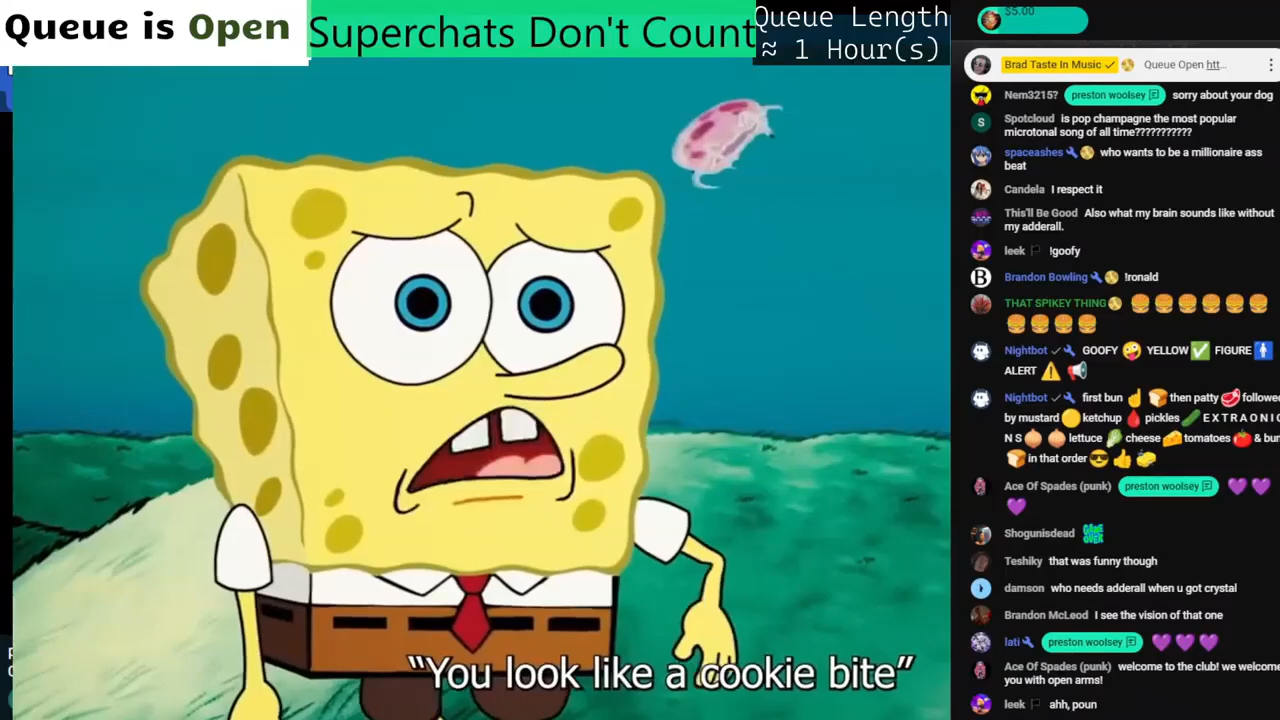 Queue is Open
Superchats Don't Count
Queue Length
≈ 1 Hour(s)
$5.00
Brad Taste In Music Queue Open htt...
Nem3215? preston woolsey sorry about your dog
S Spotcloud is pop champagne the most popular
microtonal song of all time???????????
spaceashes who wants to be a millionaire ass
beat
Candela I respect it
This'll Be Good Also what my brain sounds like without
my adderall.
leek !goofy
B Brandon Bowling !ronald
THAT SPIKEY THING 🍔🍔🍔🍔🍔🍔
🍔🍔🍔🍔
Nightbot GOOFY 🤪 YELLOW ✅ FIGURE 🚹
ALERT ⚠️ 📢
Nightbot first bun ☝️ 🍞 then patty 🥩 followe
by mustard 🟡 ketchup 🩸 pickles 🥒 E X T R A O N I C
N S 🧅 🧅 lettuce 🥬 cheese 🧀 tomatoes 🍅 & bun
🍞 in that order 😎 👍 🧽
Ace Of Spades (punk) preston woolsey 💜 💜
💜
Shogunisdead GAME OVER
Teshiky that was funny though
damson who needs adderall when u got crystal
Brandon McLeod I see the vision of that one
lati preston woolsey 💜 💜 💜
Ace Of Spades (punk) welcome to the club! we welcome
you with open arms!
leek ahh, poun
“You look like a cookie bite”